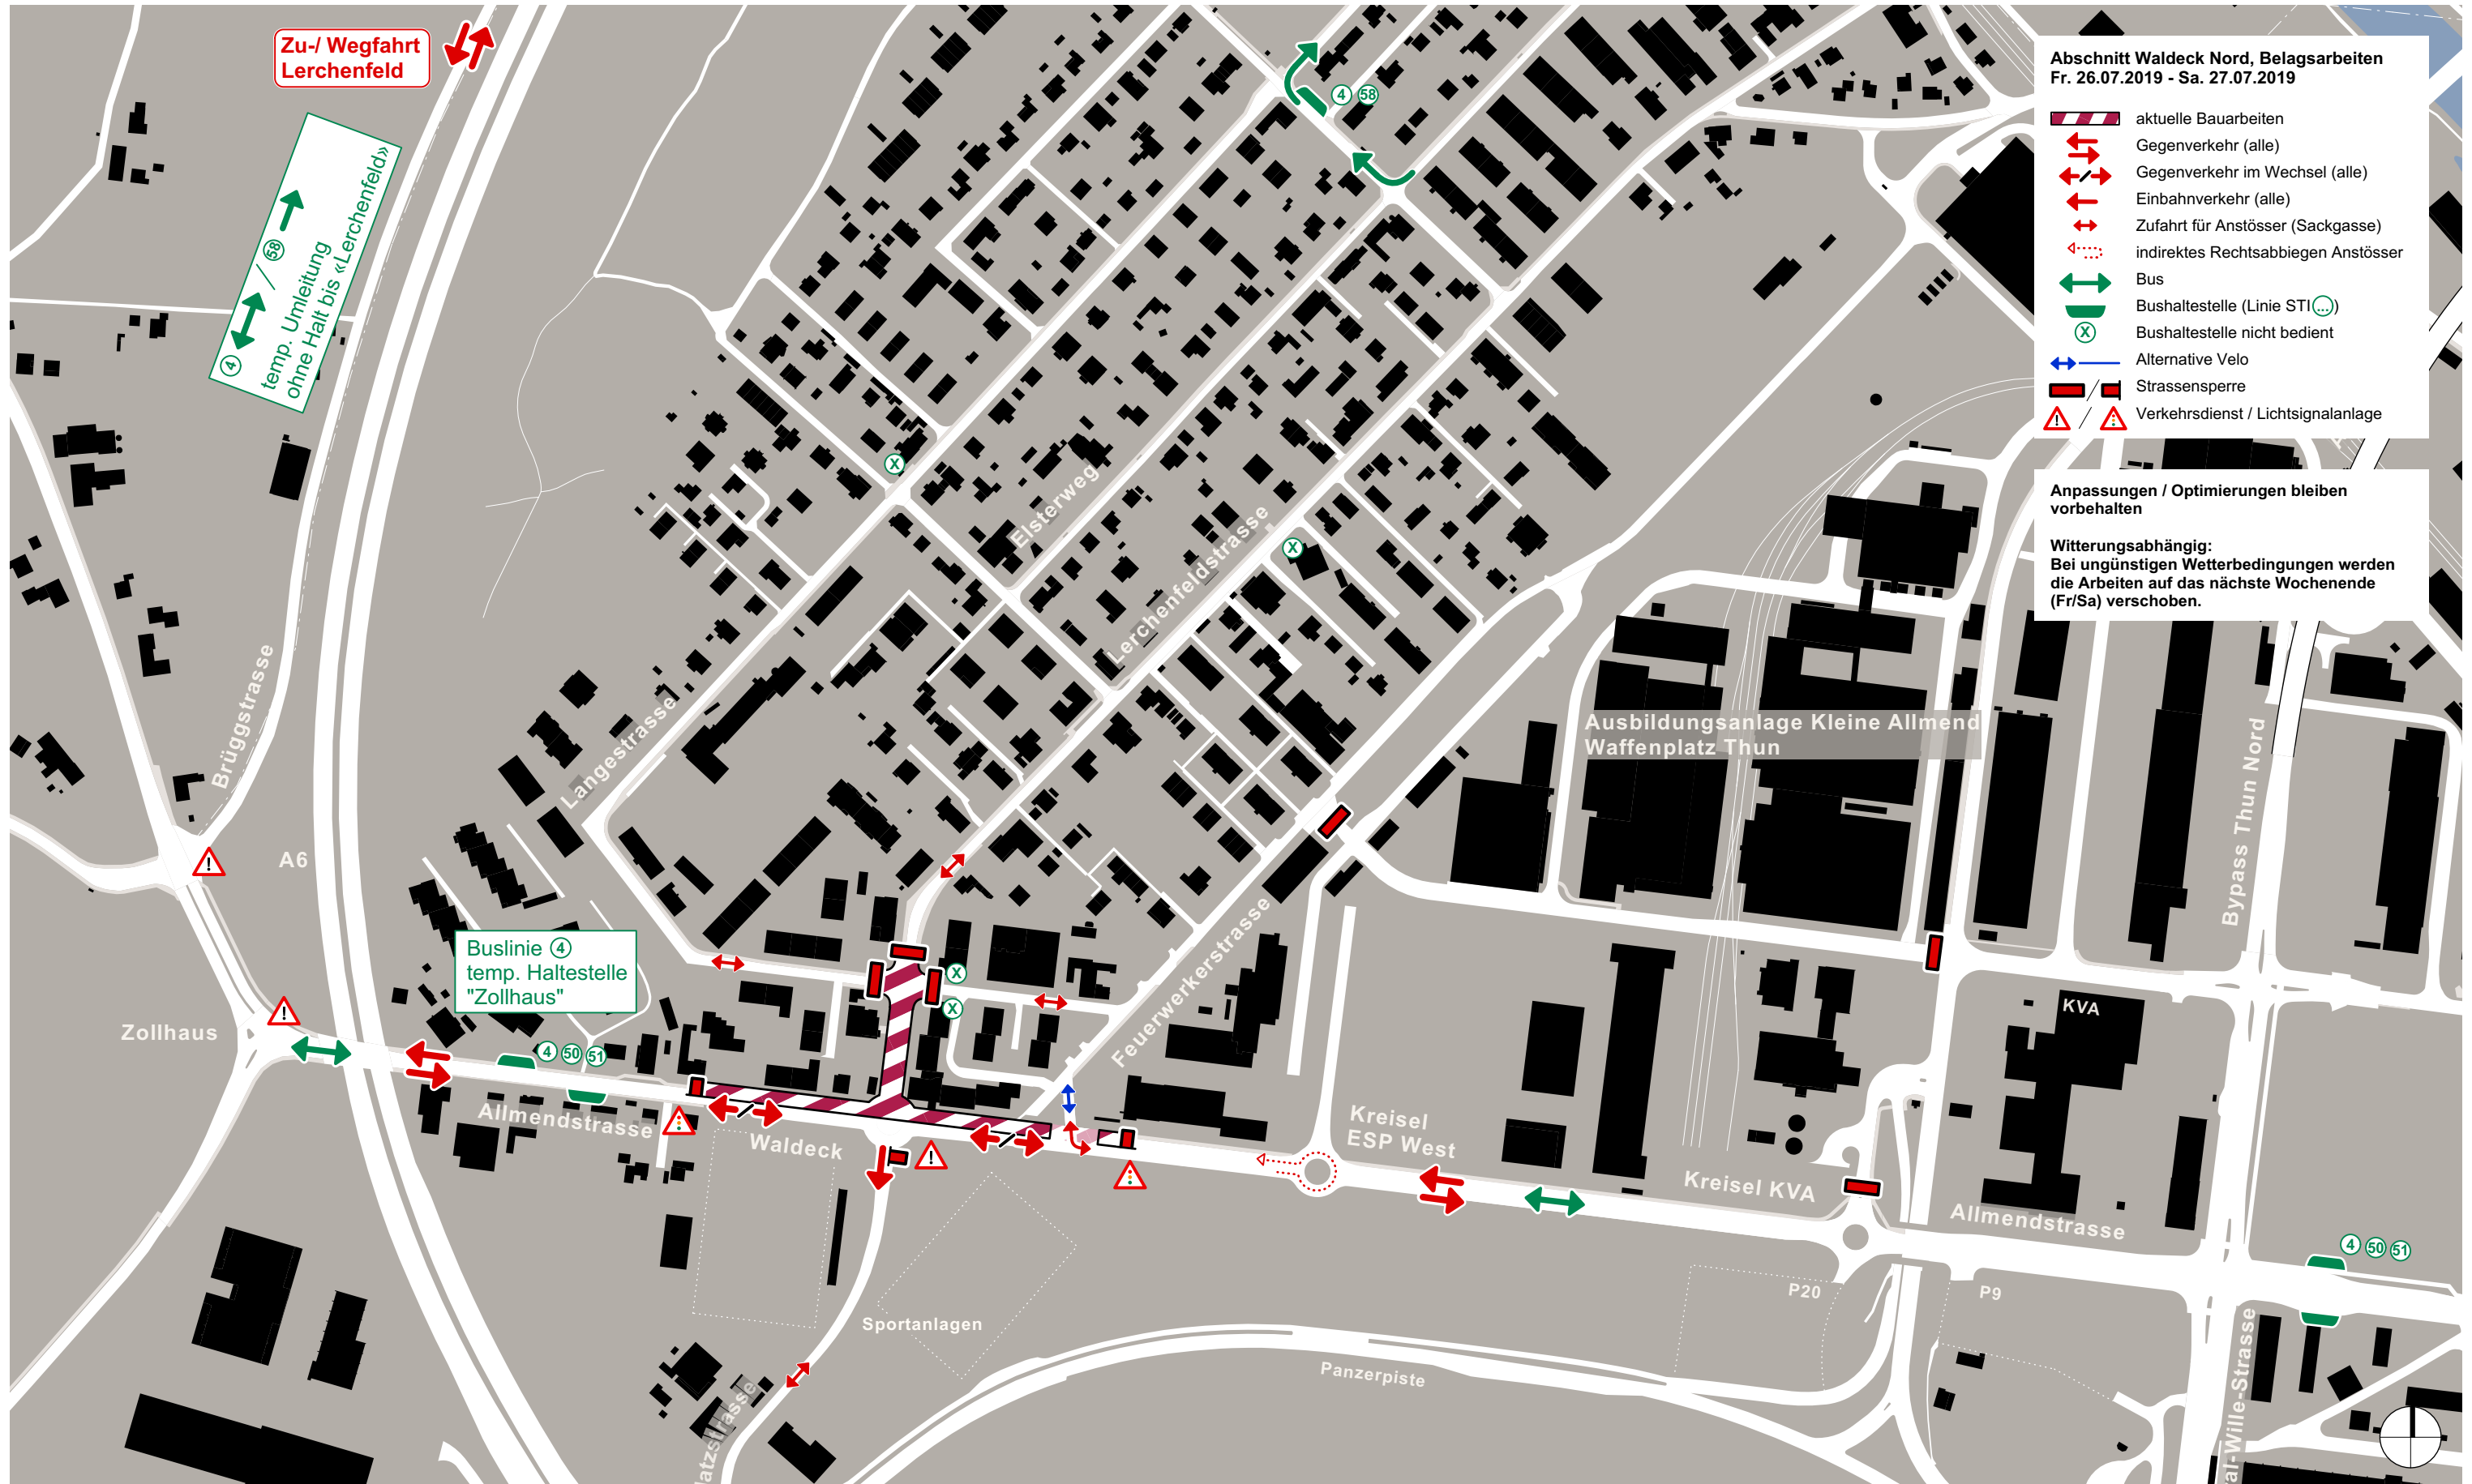 Zu-/ Wegfahrt
Lerchenfeld
4 / 58
temp. Umleitung
ohne Halt bis «Lerchenfeld»
4 58
Abschnitt Waldeck Nord, Belagsarbeiten
Fr. 26.07.2019 - Sa. 27.07.2019
aktuelle Bauarbeiten
Gegenverkehr (alle)
Gegenverkehr im Wechsel (alle)
Einbahnverkehr (alle)
Zufahrt für Anstösser (Sackgasse)
indirektes Rechtsabbiegen Anstösser
Bus
Bushaltestelle (Linie STI ...)
X Bushaltestelle nicht bedient
Alternative Velo
/ Strassensperre
! / Verkehrsdienst / Lichtsignalanlage
Anpassungen / Optimierungen bleiben
vorbehalten
Witterungsabhängig:
Bei ungünstigen Wetterbedingungen werden
die Arbeiten auf das nächste Wochenende
(Fr/Sa) verschoben.
X
Elsterweg
Lerchenfeldstrasse
X
Brüggstrasse
Langestrasse
Ausbildungsanlage Kleine Allmend
Waffenplatz Thun
Bypass Thun Nord
!
A6
Feuerwerkerstrasse
Buslinie 4
temp. Haltestelle
"Zollhaus"
X
X
KVA
!
Zollhaus
4 50 51
Allmendstrasse
Waldeck
!
Kreisel
ESP West
Kreisel KVA
Allmendstrasse
4 50 51
P20
P9
Sportanlagen
Panzerpiste
atzstrasse
al-Wille-Strasse